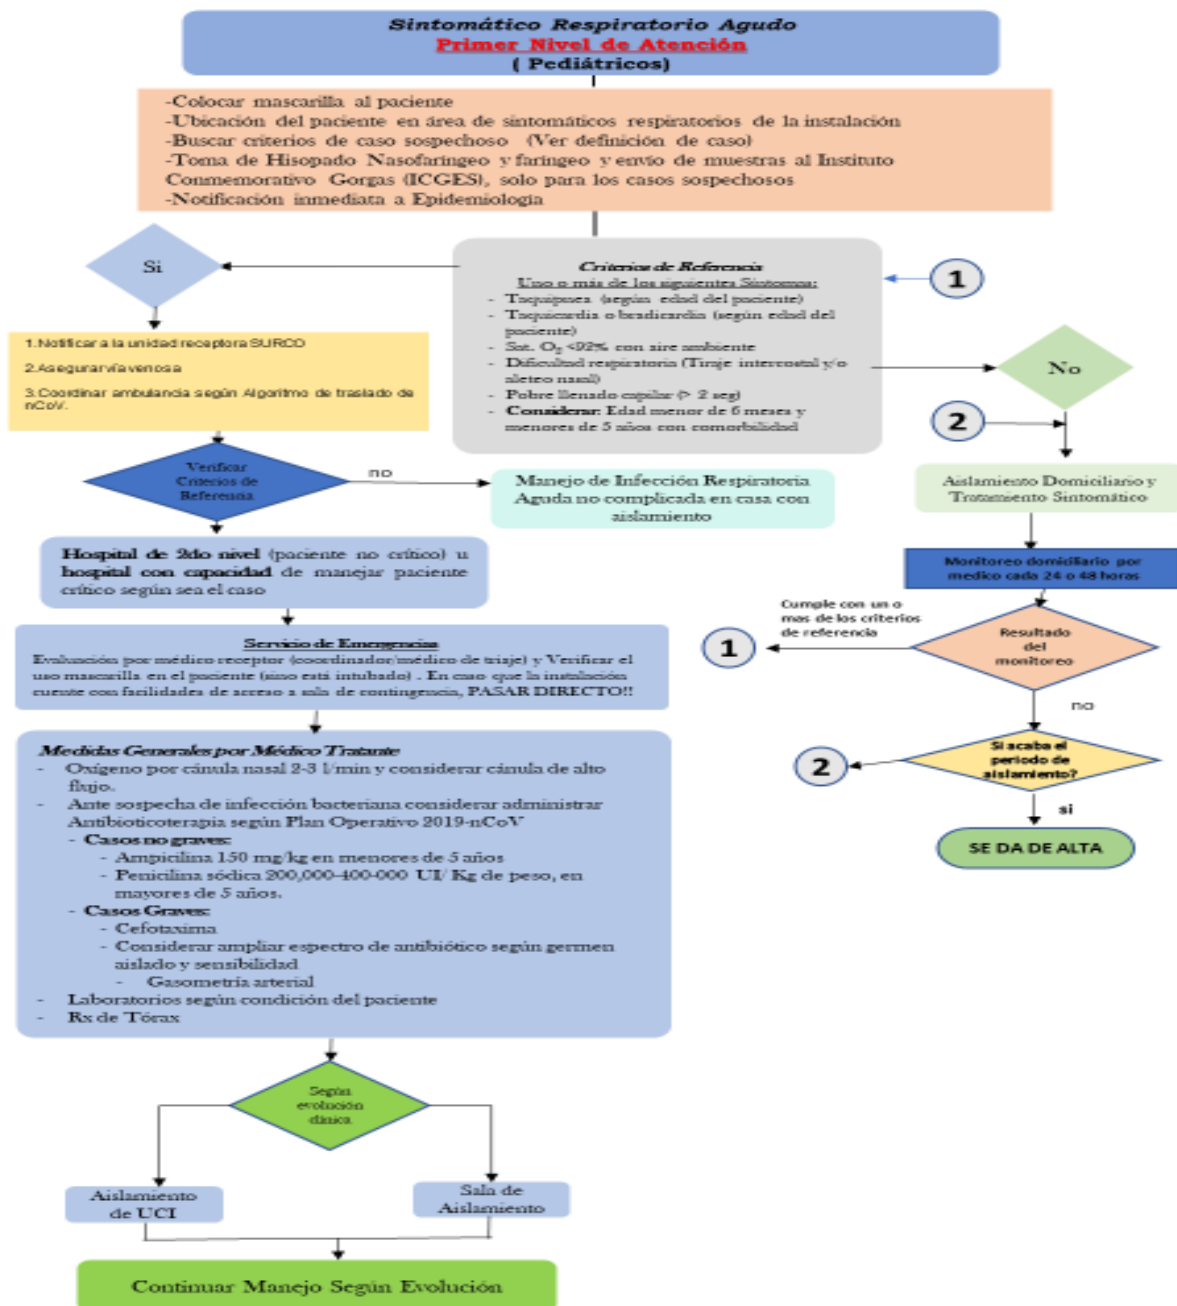 Sintomático Respiratorio Agudo
Primer Nivel de Atención
( Pediátricos)
-Colocar mascarilla al paciente
-Ubicación del paciente en área de sintomáticos respiratorios de la instalación
-Buscar criterios de caso sospechoso (Ver definición de caso)
-Toma de Hisopado Nasofaríngeo y faríngeo y envío de muestras al Instituto
Conmemorativo Gorgas (ICGES), solo para los casos sospechosos
-Notificación inmediata a Epidemiología
Si
Criterios de Referencia
Uno o más de los siguientes Síntomas:
- Taquipnea (según edad del paciente)
- Taquicardia o bradicardia (según edad del
paciente)
- Sat. O2 <92% con aire ambiente
- Dificultad respiratoria (Tiraje intercostal y/o
aleteo nasal)
- Pobre llenado capilar (> 2 seg)
- Considerar: Edad menor de 6 meses y
menores de 5 años con comorbilidad
1
No
2
1.Notificar a la unidad receptora SURCO
2.Asegurar vía venosa
3.Coordinar ambulancia según Algoritmo de traslado de
nCoV.
Verificar
Criterios de
Referencia
no
Manejo de Infección Respiratoria
Aguda no complicada en casa con
aislamiento
Aislamiento Domiciliario y
Tratamiento Sintomático
Monitoreo domiciliario por
medico cada 24 o 48 horas
Cumple con un o
mas de los criterios
de referencia
1
Resultado
del
monitoreo
no
Si acaba el
periodo de
aislamiento?
2
si
SE DA DE ALTA
Hospital de 2do nivel (paciente no crítico) u
hospital con capacidad de manejar paciente
crítico según sea el caso
Servicio de Emergencias
Evaluación por médico receptor (coordinador/médico de triaje) y Verificar el
uso mascarilla en el paciente (sino está intubado) . En caso que la instalación
cuente con facilidades de acceso a sala de contingencia, PASAR DIRECTO!!
Medidas Generales por Médico Tratante
- Oxígeno por cánula nasal 2-3 l/min y considerar cánula de alto
flujo.
- Ante sospecha de infección bacteriana considerar administrar
Antibioticoterapia según Plan Operativo 2019-nCoV
- Casos no graves:
- Ampicilina 150 mg/kg en menores de 5 años
- Penicilina sódica 200,000-400-000 UI/ Kg de peso, en
mayores de 5 años.
- Casos Graves:
- Cefotaxima
- Considerar ampliar espectro de antibiótico según germen
aislado y sensibilidad
- Gasometría arterial
- Laboratorios según condición del paciente
- Rx de Tórax
Según
evolución
clínica
Aislamiento
de UCI
Sala de
Aislamiento
Continuar Manejo Según Evolución